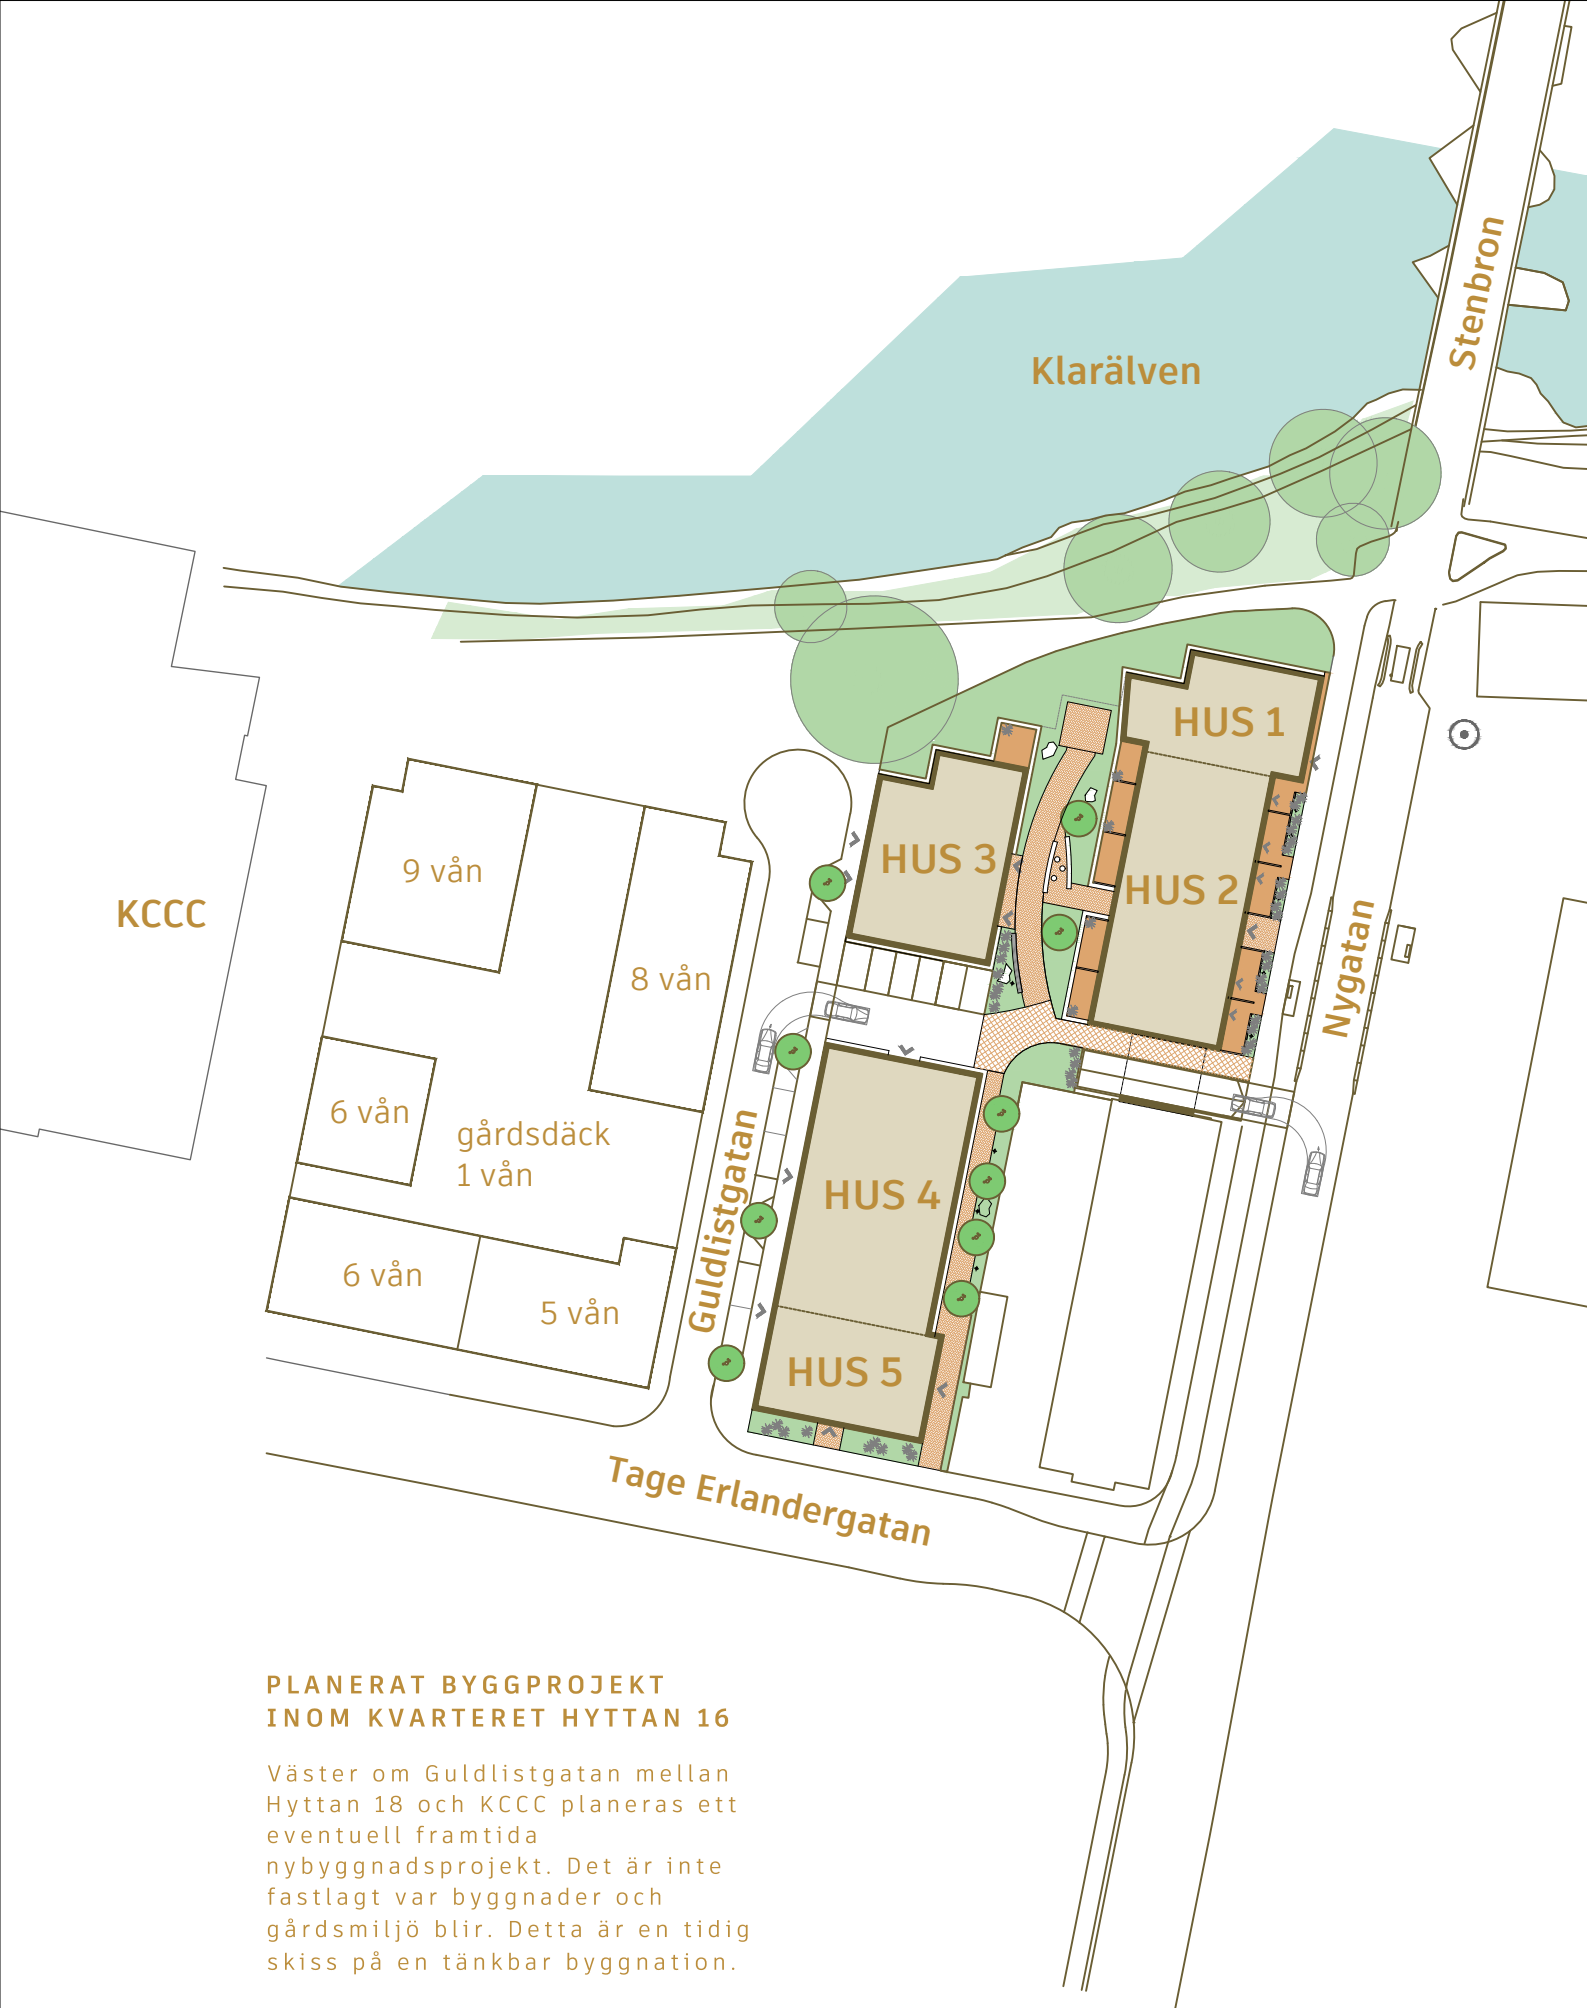 Stenbron
Klarälven
HUS 1
HUS 3
HUS 2
9 vån
KCCC
8 vån
Nygatan
6 vån
gårdsdäck
1 vån
Guldlistgatan
HUS 4
6 vån
5 vån
HUS 5
Tage Erlandergatan
PLANERAT BYGGPROJEKT
INOM KVARTERET HYTTAN 16
Väster om Guldlistgatan mellan
Hyttan 18 och KCCC planeras ett
eventuell framtida
nybyggnadsprojekt. Det är inte
fastlagt var byggnader och
gårdsmiljö blir. Detta är en tidig
skiss på en tänkbar byggnation.